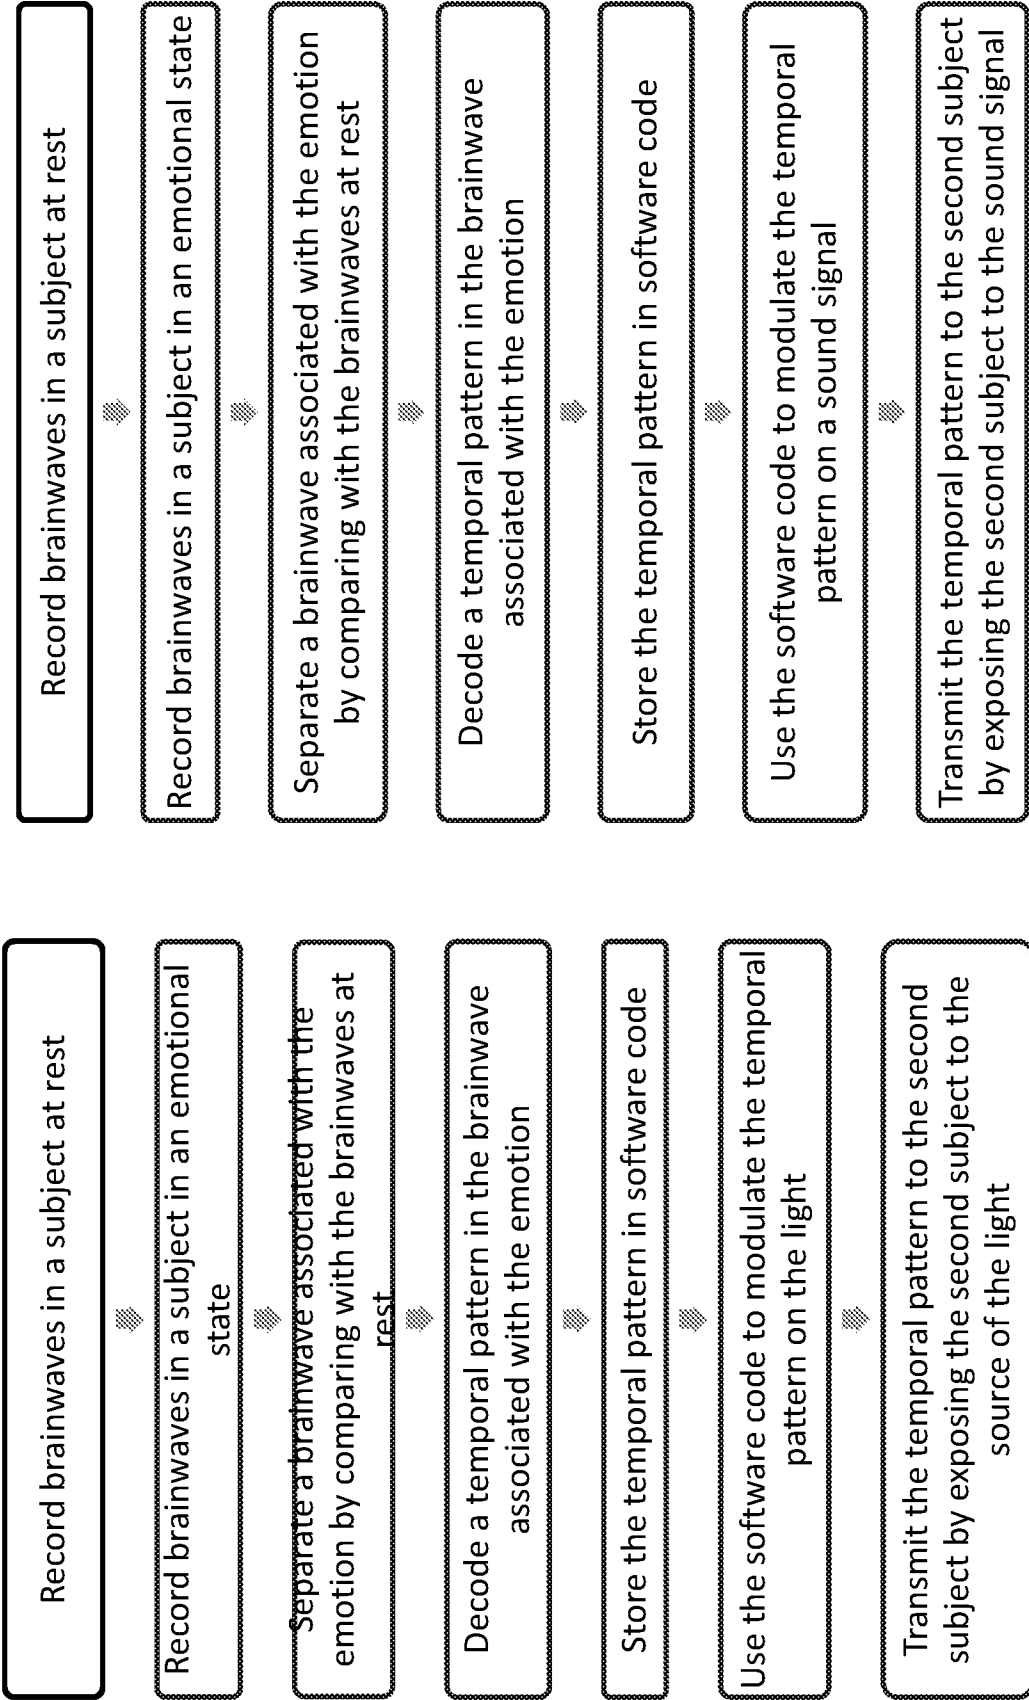 Record brainwaves in a subject at rest
Record brainwaves in a subject in an emotional
state
Separate a brainwave associated with the
emotion by comparing with the brainwaves at
rest
Decode a temporal pattern in the brainwave
associated with the emotion
Store the temporal pattern in software code
Use the software code to modulate the temporal
pattern on the light
Transmit the temporal pattern to the second
subject by exposing the second subject to the
source of the light
Record brainwaves in a subject at rest
Record brainwaves in a subject in an emotional state
Separate a brainwave associated with the emotion
by comparing with the brainwaves at rest
Decode a temporal pattern in the brainwave
associated with the emotion
Store the temporal pattern in software code
Use the software code to modulate the temporal
pattern on a sound signal
Transmit the temporal pattern to the second subject
by exposing the second subject to the sound signal